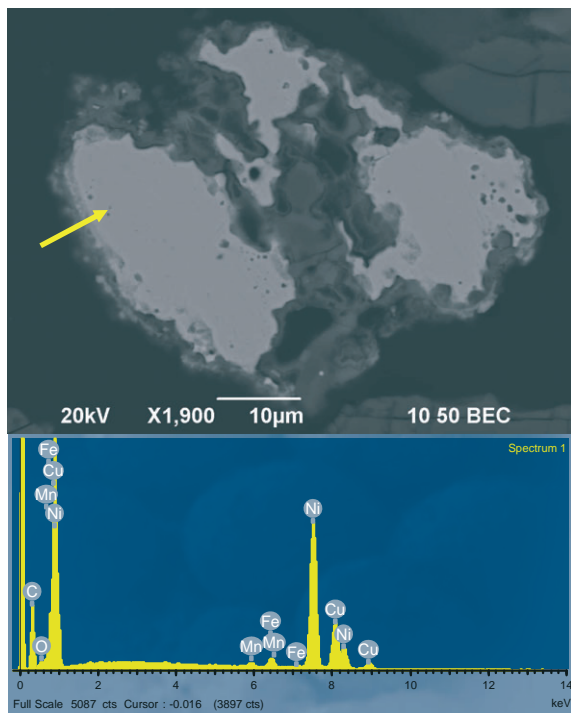 20kV X1,900 10µm 10 50 BEC
Spectrum 1
Fe
Cu
Mn
Ni
C
O
Mn
Fe
Mn
Fe
Ni
Cu
Ni
Cu
0 2 4 6 8 10 12 14
Full Scale 5087 cts Cursor : -0.016 (3897 cts) keV